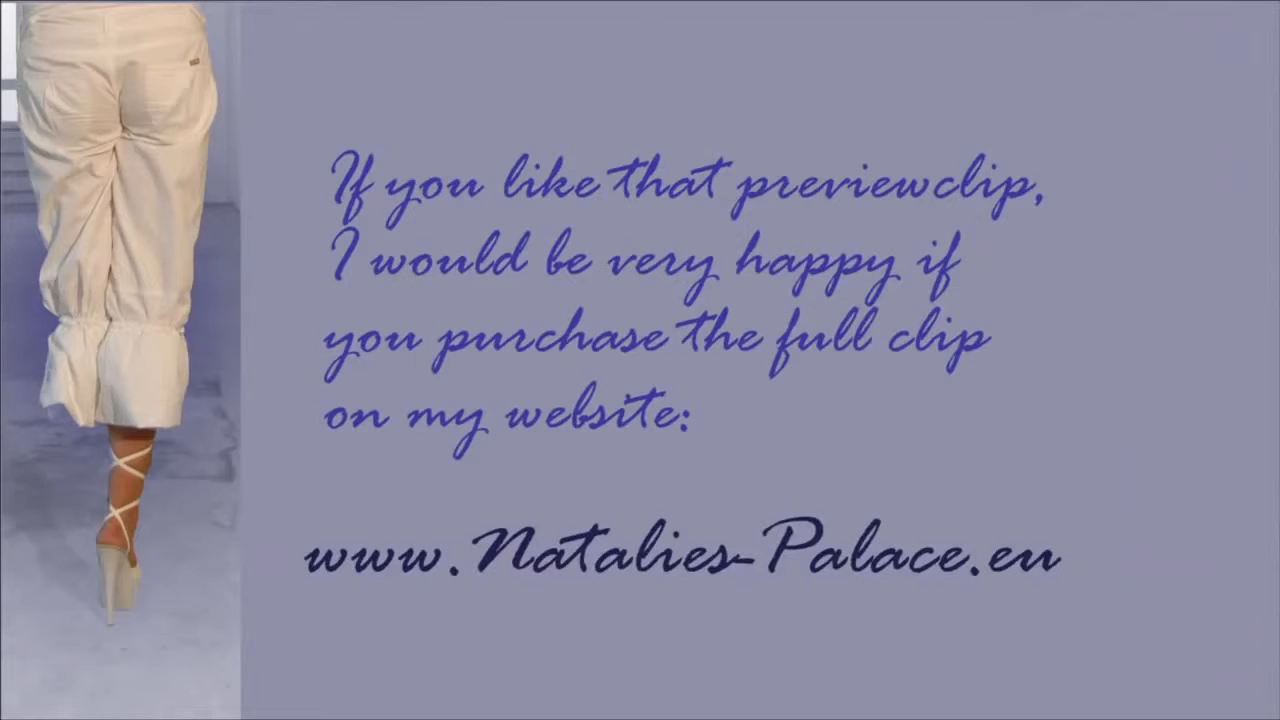 If you like that previewclip,
I would be very happy if
you purchase the full clip
on my website:
www.Natalies-Palace.eu